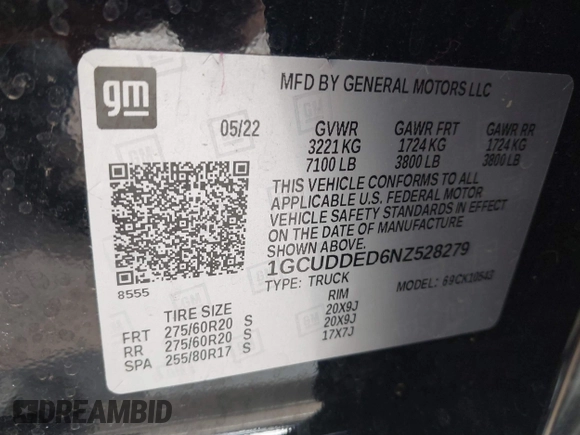 gm
MFD BY GENERAL MOTORS LLC
05/22 GVWR GAWR FRT GAWR RR
3221 KG 1724 KG 1724 KG
7100 LB 3800 LB 3800 LB
THIS VEHICLE CONFORMS TO ALL
APPLICABLE U.S. FEDERAL MOTOR
VEHICLE SAFETY STANDARDS IN EFFECT
ON THE DATE OF MANUFACTURE
SHOWN ABOVE.
1GCUDDED6NZ528279
8555 TYPE: TRUCK MODEL: 69CK10543
TIRE SIZE RIM
FRT 275/60R20 S 20X9J
RR 275/60R20 S 20X9J
SPA 255/80R17 S 17X7J
DREAMBID